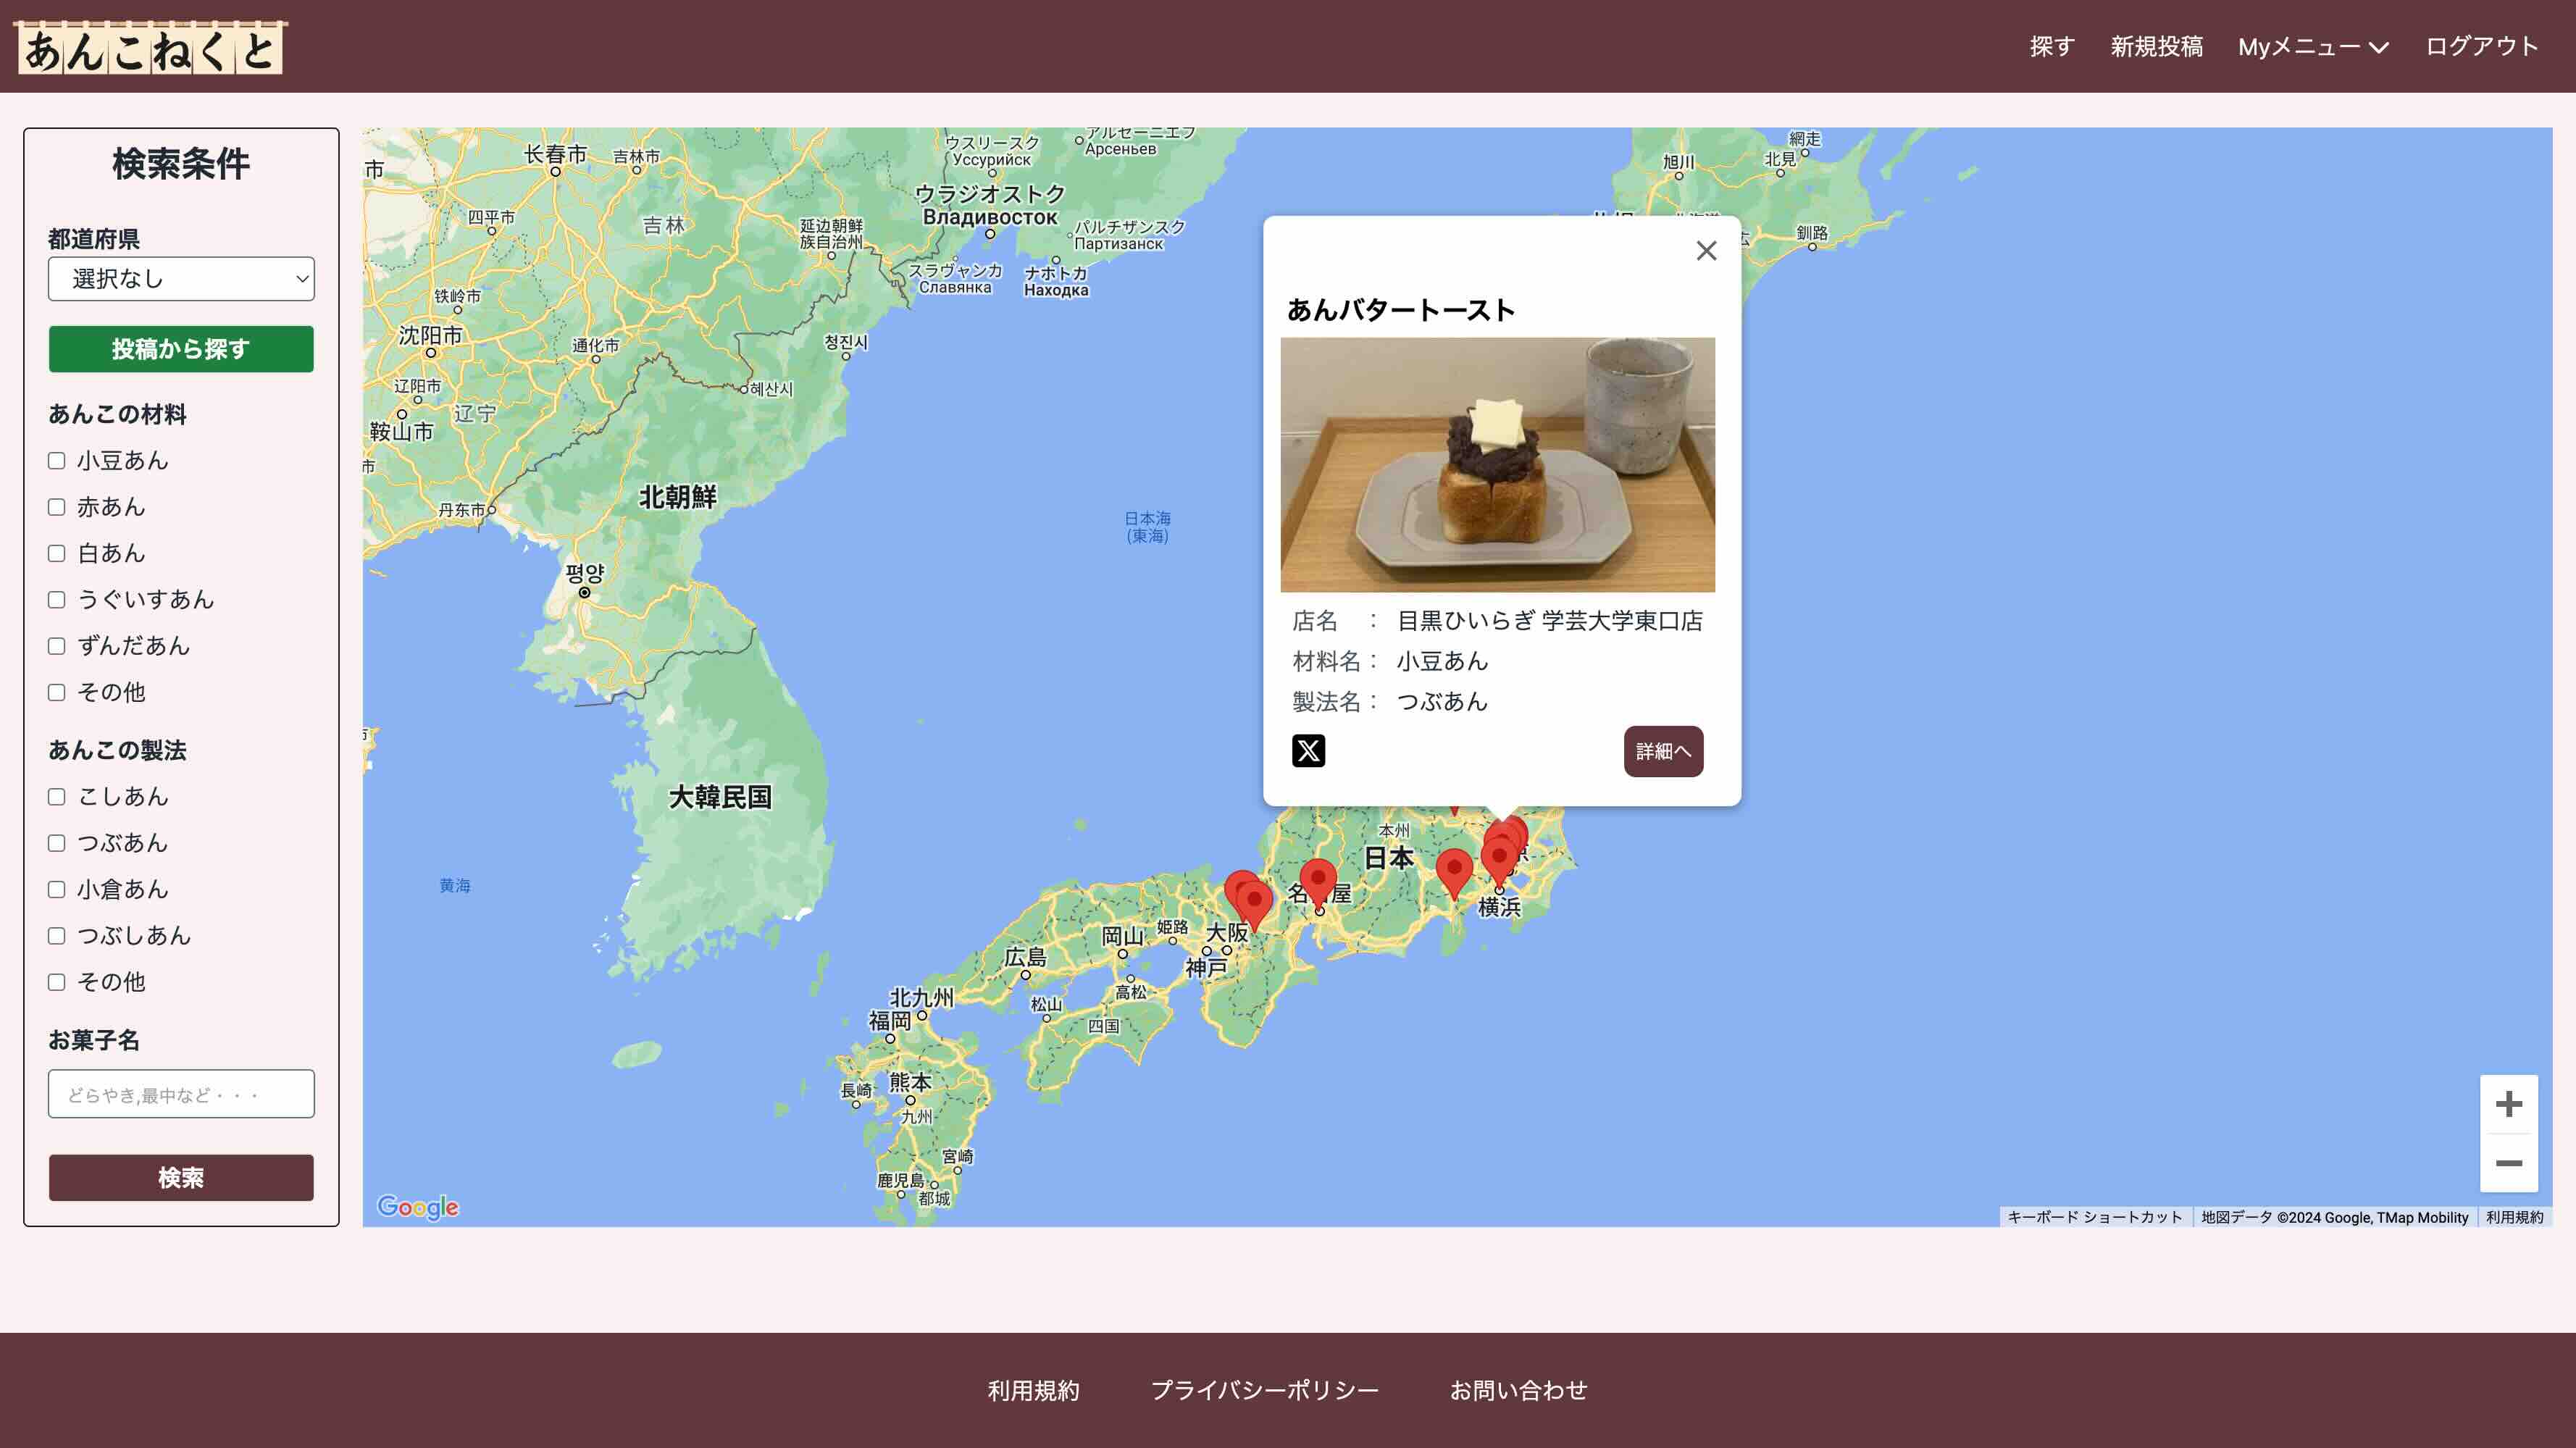 あんこねくと
探す
新規投稿
Myメニュー
ログアウト
検索条件
都道府県
選択なし
投稿から探す
あんこの材料
小豆あん
赤あん
白あん
うぐいすあん
ずんだあん
その他
あんこの製法
こしあん
つぶあん
小倉あん
つぶしあん
その他
お菓子名
どらやき,最中など・・・
検索
市
长春市
吉林市
ウスリースク
Уссурийск
アルセーニエフ
Арсеньев
四平市
吉林
延边朝鲜
族自治州
ウラジオストク
Владивосток
パルチザンスク
Партизанск
スラヴャンカ
Славянка
ナホトカ
Находка
铁岭市
沈阳市
通化市
청진시
辽阳市
辽宁
혜산시
鞍山市
市
丹东市
北朝鮮
평양
日本海
(東海)
大韓民国
黄海
網走
旭川
北見
釧路
あんバタートースト
店名 : 目黒ひいらぎ 学芸大学東口店
材料名: 小豆あん
製法名: つぶあん
詳細へ
本州
日本
横浜
大阪
姫路
岡山
神戸
広島
高松
松山
四国
北九州
福岡
長崎
熊本
九州
宮崎
鹿児島
都城
Google
キーボード ショートカット
地図データ ©2024 Google, TMap Mobility
利用規約
利用規約
プライバシーポリシー
お問い合わせ